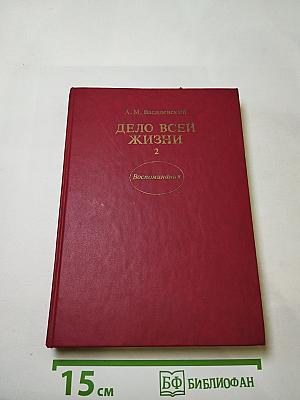 А. М. Василевский
ДЕЛО ВСЕЙ
ЖИЗНИ
2
Воспоминания
15 см
БФ БИБЛИОФАН